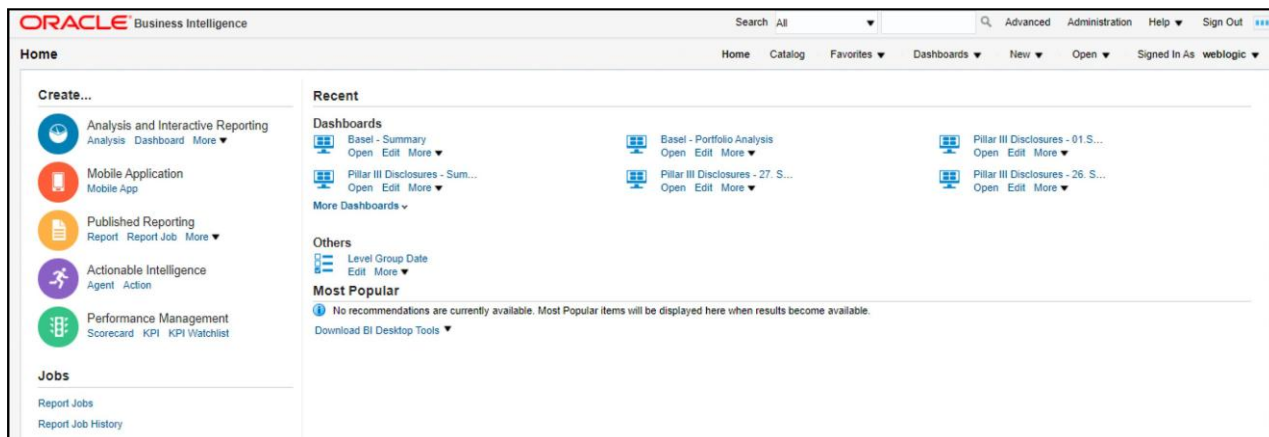 ORACLE Business Intelligence
Search All Advanced Administration Help Sign Out
Home
Home Catalog Favorites Dashboards New Open Signed In As weblogic
Create...
Analysis and Interactive Reporting
Analysis Dashboard More
Mobile Application
Mobile App
Published Reporting
Report Report Job More
Actionable Intelligence
Agent Action
Performance Management
Scorecard KPI KPI Watchlist
Jobs
Report Jobs
Report Job History
Recent
Dashboards
Basel - Summary
Open Edit More
Basel - Portfolio Analysis
Open Edit More
Pillar III Disclosures - 01.S...
Open Edit More
Pillar III Disclosures - Sum...
Open Edit More
Pillar III Disclosures - 27. S...
Open Edit More
Pillar III Disclosures - 26. S...
Open Edit More
More Dashboards
Others
Level Group Date
Edit More
Most Popular
No recommendations are currently available. Most Popular items will be displayed here when results become available.
Download BI Desktop Tools